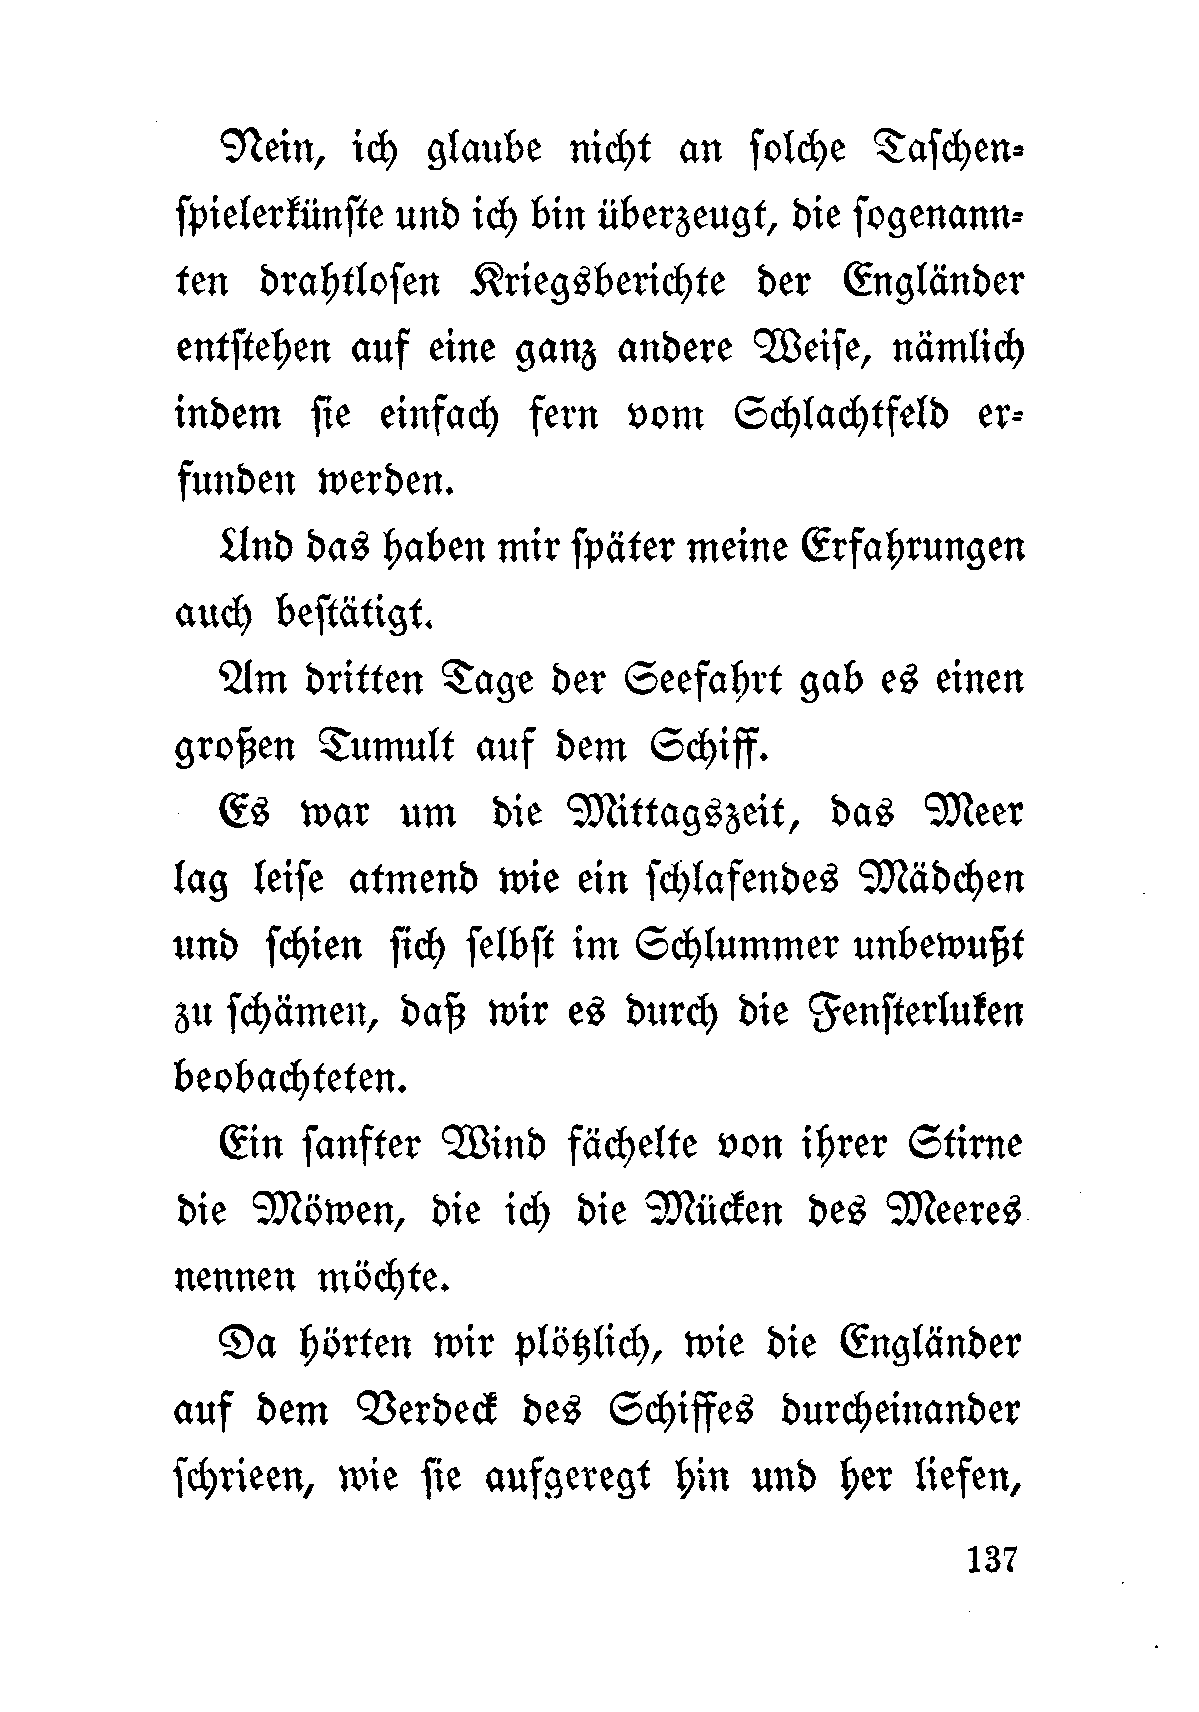 Nein, ich glaube nicht an solche Taschen-
spielerkünste und ich bin überzeugt, die sogenann-
ten drahtlosen Kriegsberichte der Engländer
entstehen auf eine ganz andere Weise, nämlich
indem sie einfach fern vom Schlachtfeld er-
funden werden.
Und das haben mir später meine Erfahrungen
auch bestätigt.
Am dritten Tage der Seefahrt gab es einen
großen Tumult auf dem Schiff.
Es war um die Mittagszeit, das Meer
lag leise atmend wie ein schlafendes Mädchen
und schien sich selbst im Schlummer unbewußt
zu schämen, daß wir es durch die Fensterluken
beobachteten.
Ein sanfter Wind fächelte von ihrer Stirne
die Möwen, die ich die Mücken des Meeres
nennen möchte.
Da hörten wir plötzlich, wie die Engländer
auf dem Verdeck des Schiffes durcheinander
schrieen, wie sie aufgeregt hin und her liefen,
137